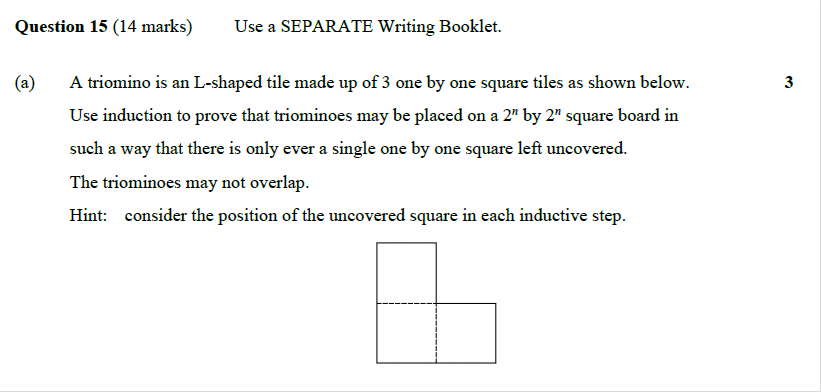 Question 15 (14 marks) Use a SEPARATE Writing Booklet.
(a) A triomino is an L-shaped tile made up of 3 one by one square tiles as shown below. 3
Use induction to prove that triominoes may be placed on a 2ⁿ by 2ⁿ square board in
such a way that there is only ever a single one by one square left uncovered.
The triominoes may not overlap.
Hint: consider the position of the uncovered square in each inductive step.